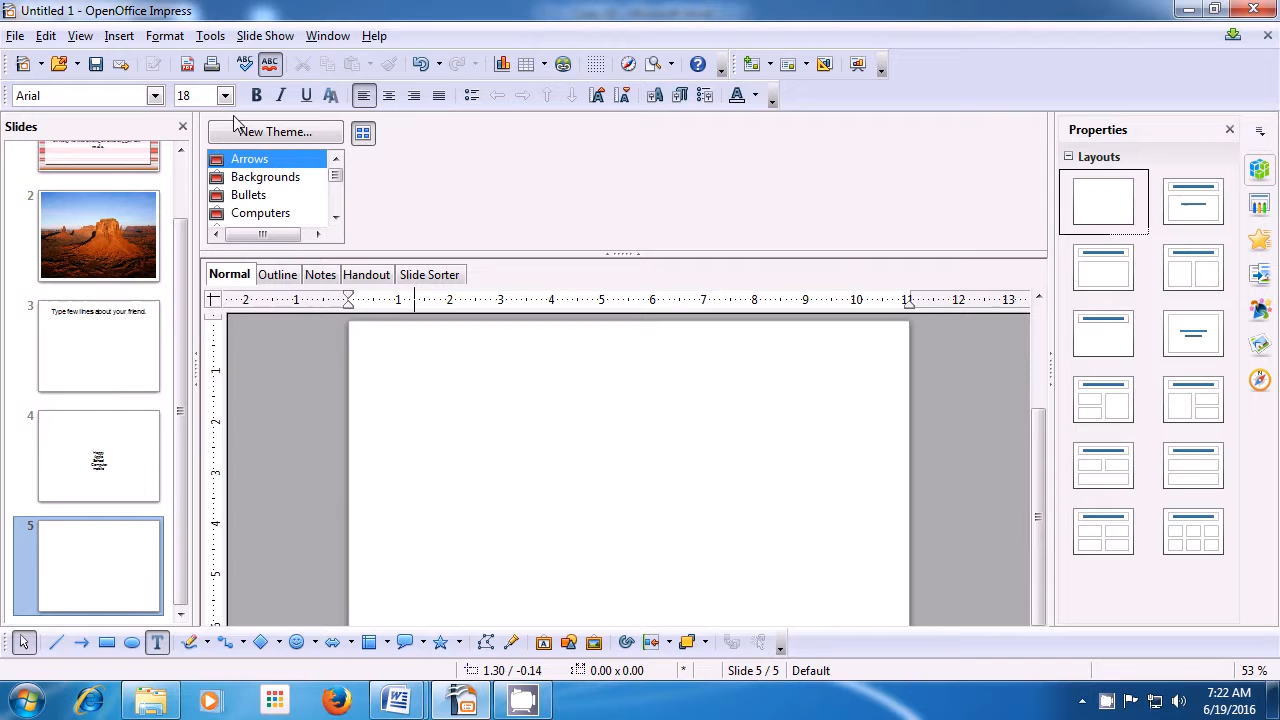 Untitled 1 - OpenOffice Impress
File Edit View Insert Format Tools Slide Show Window Help
ABC ABC
Arial 18 B I U
Slides
New Theme...
Properties
Layouts
Arrows
Backgrounds
Bullets
Computers
2
3
Type few lines about your friend.
4
5
Normal Outline Notes Handout Slide Sorter
2 1 1 2 3 4 5 6 7 8 9 10 11 12 13
1
2
3
4
5
T
1.30 / -0.14 0.00 x 0.00 * Slide 5 / 5 Default 53 %
7:22 AM
6/19/2016